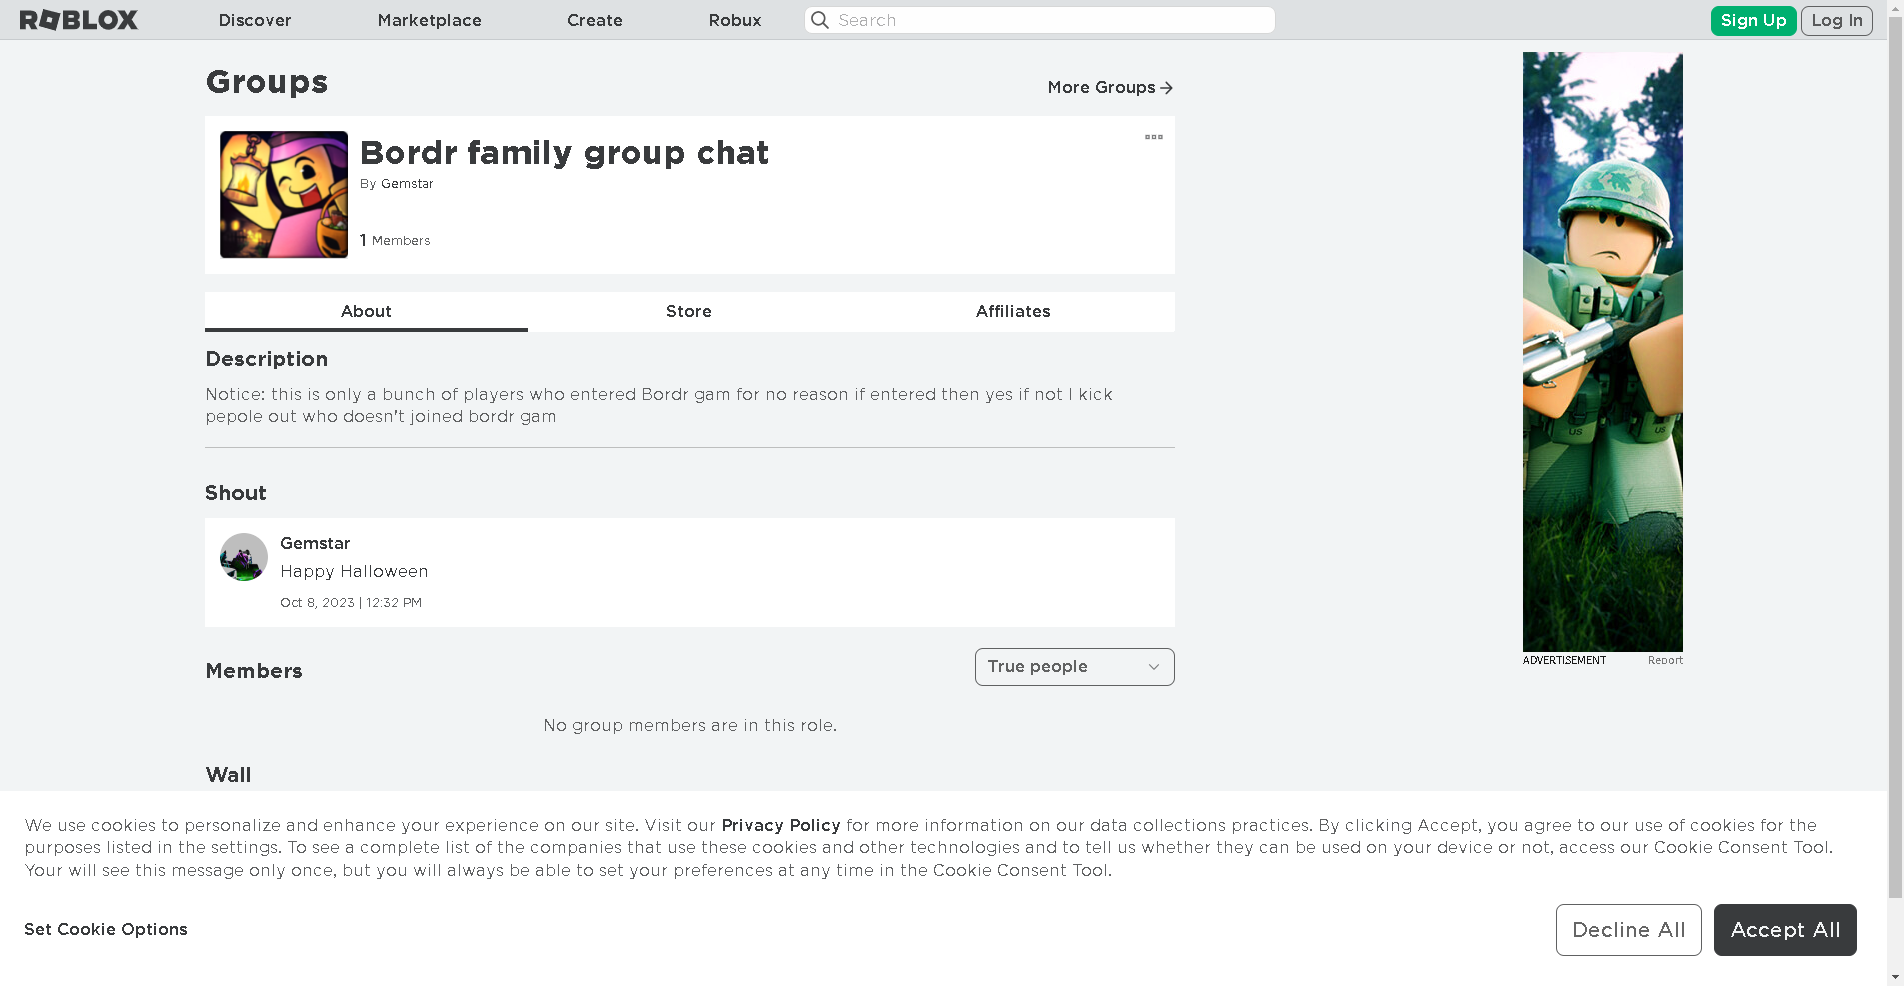 ROBLOX Discover Marketplace Create Robux Search Sign Up Log In
Groups
More Groups
Bordr family group chat
By Gemstar
1 Members
About Store Affiliates
Description
Notice: this is only a bunch of players who entered Bordr gam for no reason if entered then yes if not I kick
pepole out who doesn't joined bordr gam
Shout
Gemstar
Happy Halloween
Oct 8, 2023 | 12:32 PM
Members
True people
No group members are in this role.
Wall
US US
ADVERTISEMENT Report
We use cookies to personalize and enhance your experience on our site. Visit our Privacy Policy for more information on our data collections practices. By clicking Accept, you agree to our use of cookies for the
purposes listed in the settings. To see a complete list of the companies that use these cookies and other technologies and to tell us whether they can be used on your device or not, access our Cookie Consent Tool.
Your will see this message only once, but you will always be able to set your preferences at any time in the Cookie Consent Tool.
Set Cookie Options
Decline All Accept All